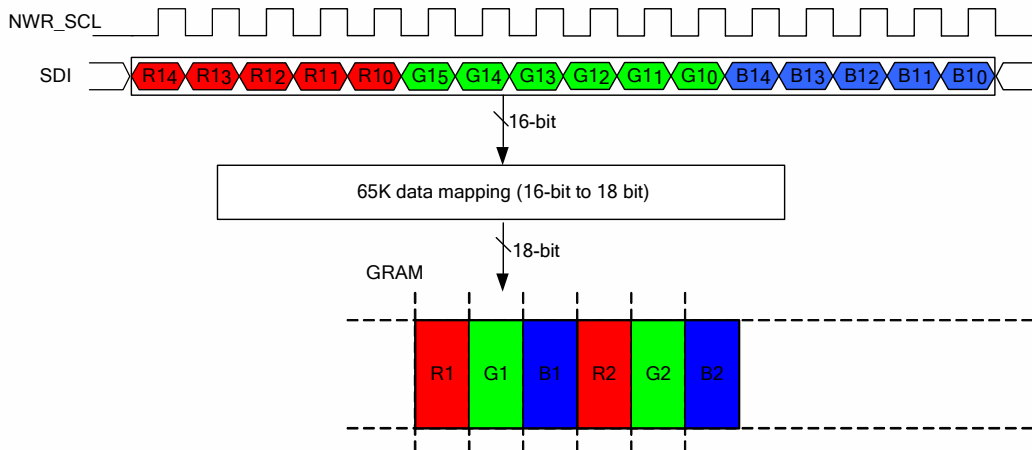 NWR_SCL
SDI R14 R13 R12 R11 R10 G15 G14 G13 G12 G11 G10 B14 B13 B12 B11 B10
16-bit
65K data mapping (16-bit to 18 bit)
18-bit
GRAM
R1 G1 B1 R2 G2 B2